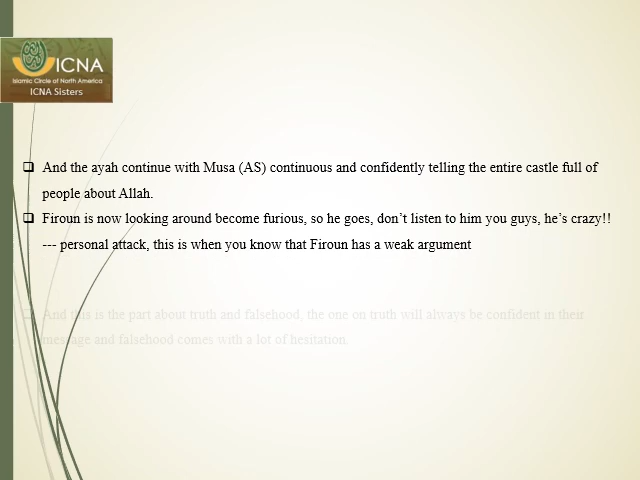 ICNA
Islamic Circle of North America
ICNA Sisters
❑ And the ayah continue with Musa (AS) continuous and confidently telling the entire castle full of
people about Allah.
❑ Firoun is now looking around become furious, so he goes, don’t listen to him you guys, he’s crazy!!
--- personal attack, this is when you know that Firoun has a weak argument
❑ And this is the part about truth and falsehood, the one on truth will always be confident in their
message and falsehood comes with a lot of hesitation.